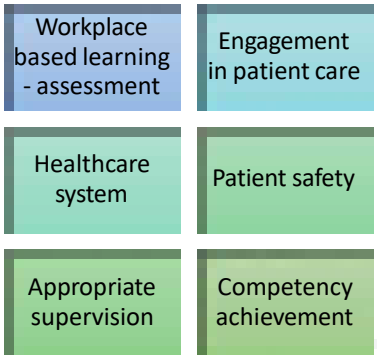 Workplace
based learning
- assessment
Engagement
in patient care
Healthcare
system
Patient safety
Appropriate
supervision
Competency
achievement